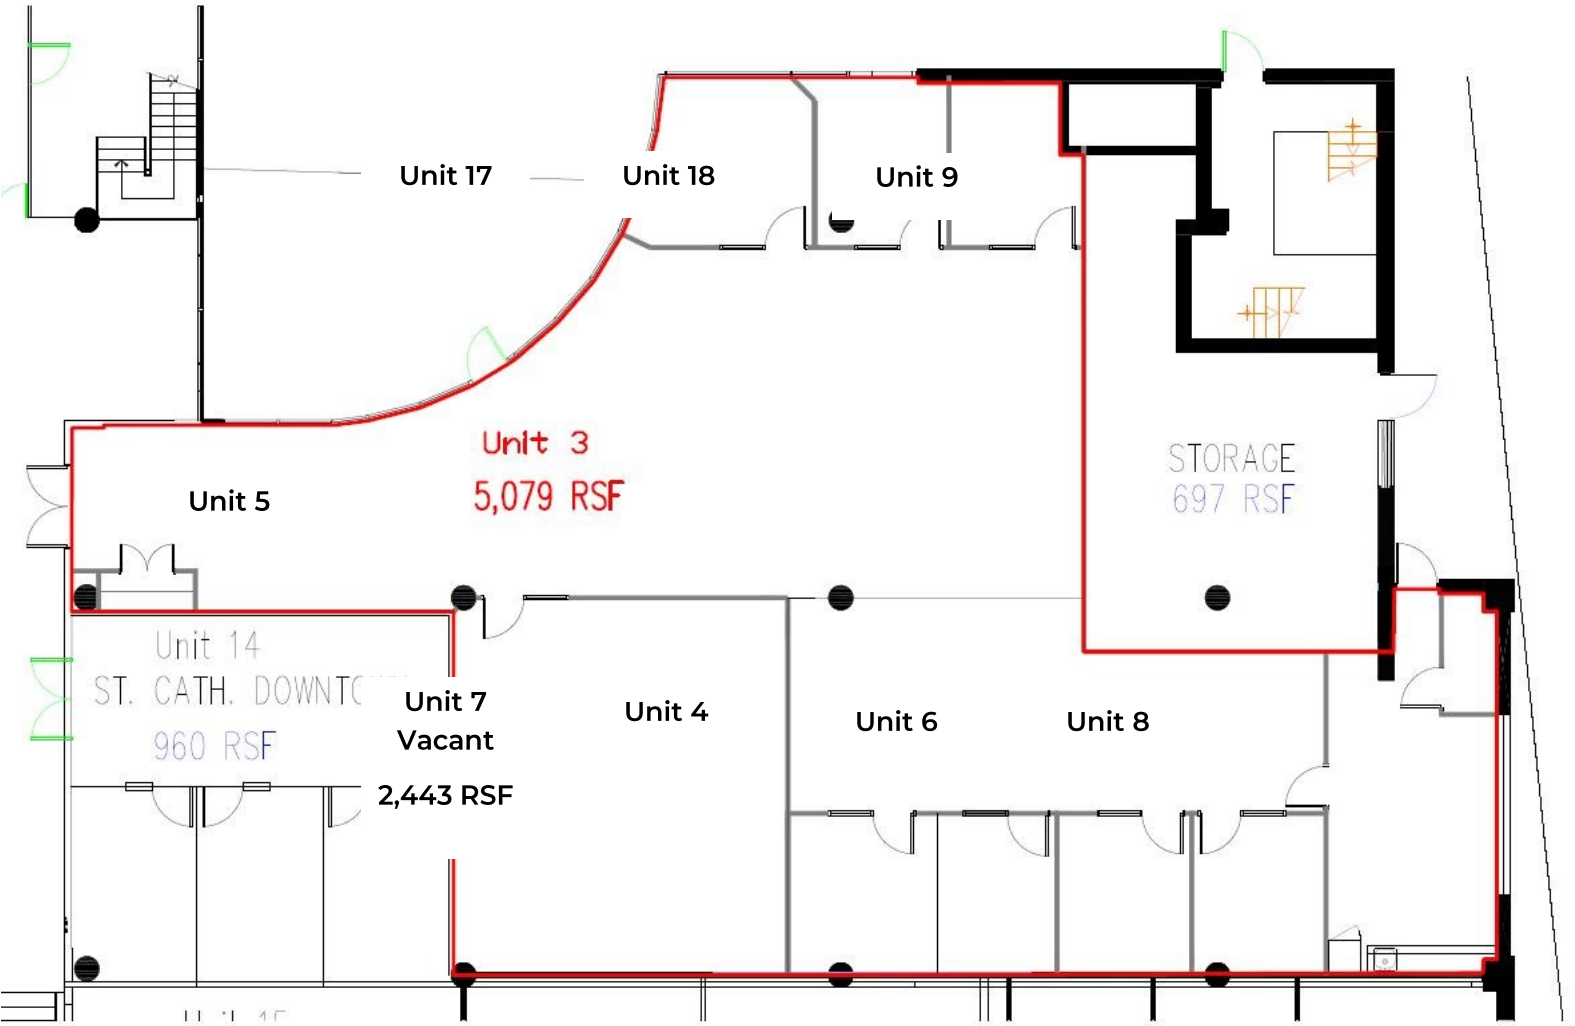 Unit 17
Unit 18
Unit 9
Unit 3
5,079 RSF
STORAGE
697 RSF
Unit 5
Unit 14
ST. CATH.
960 RSF
Unit 7
Vacant
2,443 RSF
Unit 4
Unit 6
Unit 8